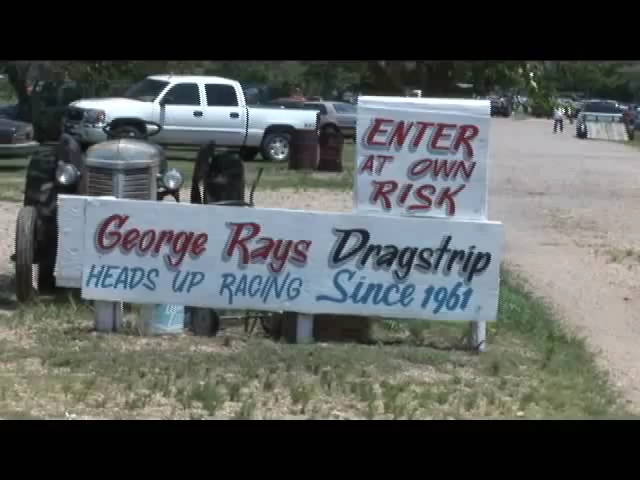 ENTER
AT OWN
RISK
George Rays Dragstrip
HEADS UP RACING Since 1961